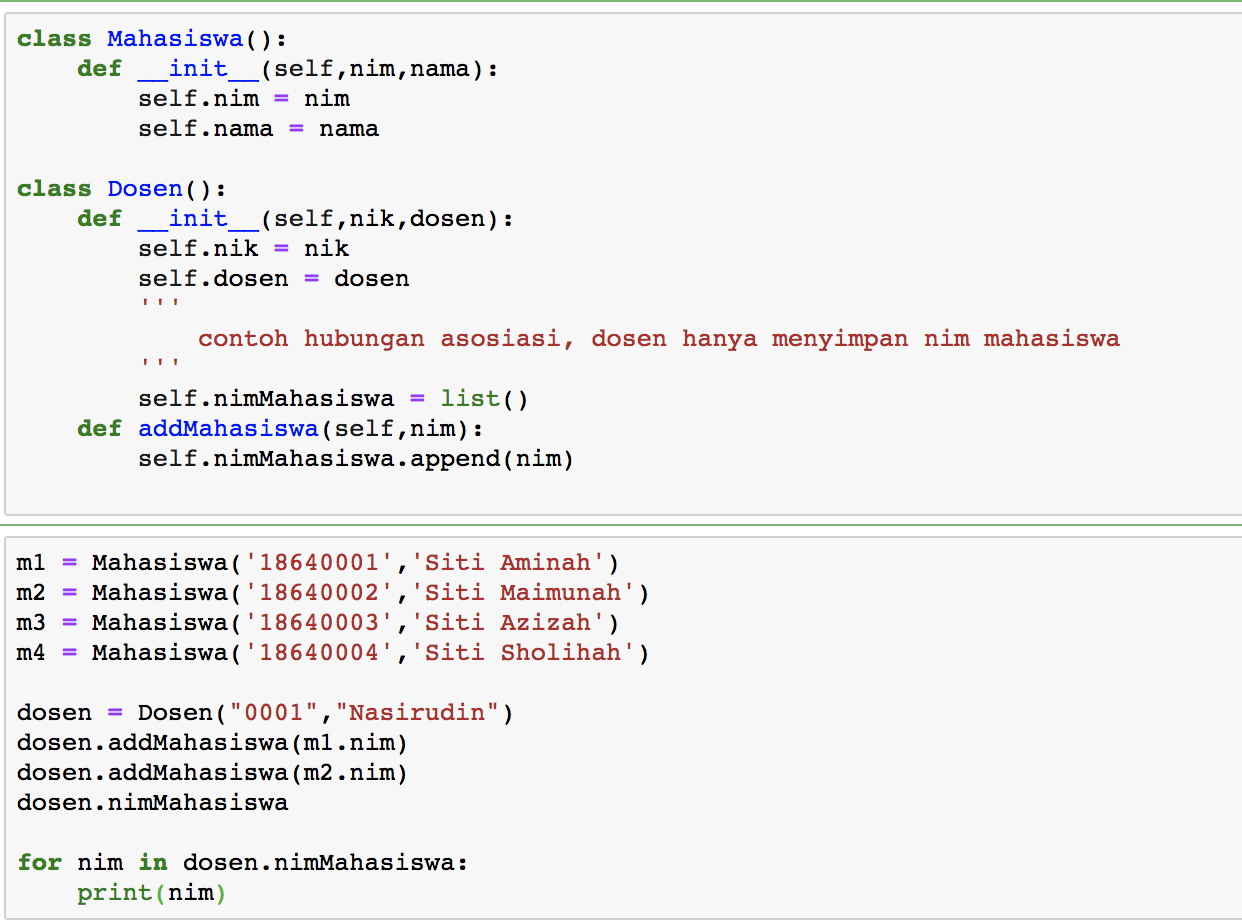 class Mahasiswa():
    def __init__(self,nim,nama):
        self.nim = nim
        self.nama = nama

class Dosen():
    def __init__(self,nik,dosen):
        self.nik = nik
        self.dosen = dosen
        '''
            contoh hubungan asosiasi, dosen hanya menyimpan nim mahasiswa
        '''
        self.nimMahasiswa = list()
    def addMahasiswa(self,nim):
        self.nimMahasiswa.append(nim)

m1 = Mahasiswa('18640001','Siti Aminah')
m2 = Mahasiswa('18640002','Siti Maimunah')
m3 = Mahasiswa('18640003','Siti Azizah')
m4 = Mahasiswa('18640004','Siti Sholihah')

dosen = Dosen("0001","Nasirudin")
dosen.addMahasiswa(m1.nim)
dosen.addMahasiswa(m2.nim)
dosen.nimMahasiswa

for nim in dosen.nimMahasiswa:
    print(nim)